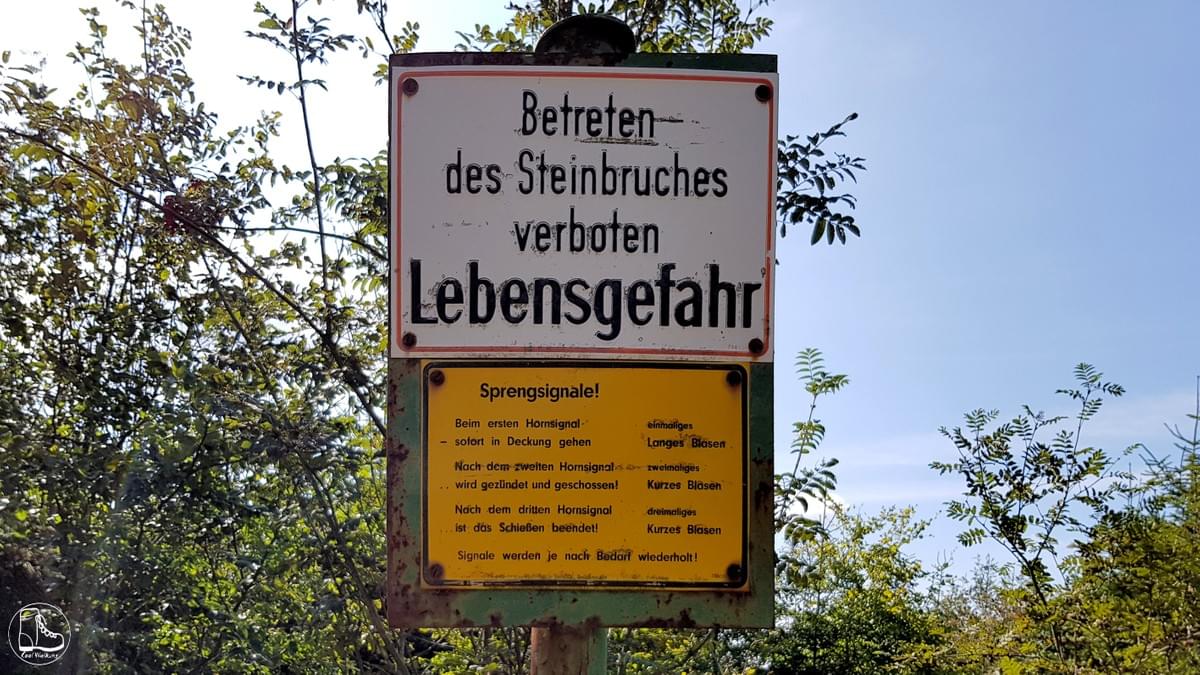 Betreten
des Steinbruches
verboten
Lebensgefahr
Sprengsignale!
Beim ersten Hornsignal einmaliges
- sofort in Deckung gehen Langes Blasen
Nach dem zweiten Hornsignal zweimaliges
wird gezündet und geschossen! Kurzes Blasen
Nach dem dritten Hornsignal dreimaliges
ist das Schießen beendet! Kurzes Blasen
Signale werden je nach Bedarf wiederholt!